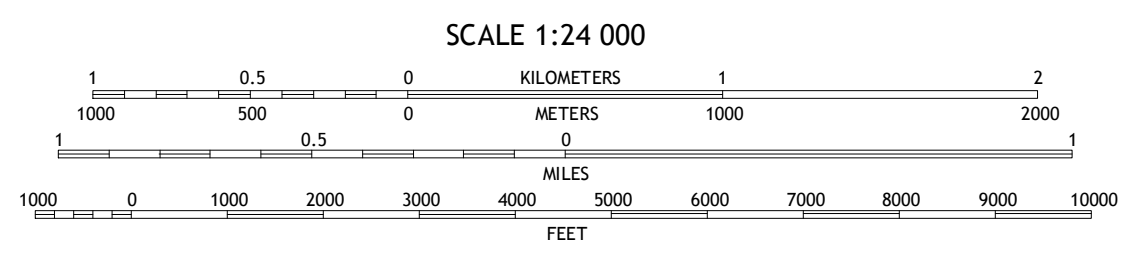 SCALE 1:24 000
1 0.5 0 KILOMETERS 1 2
1000 500 0 METERS 1000 2000
1 0.5 0 1
MILES
1000 0 1000 2000 3000 4000 5000 6000 7000 8000 9000 10000
FEET